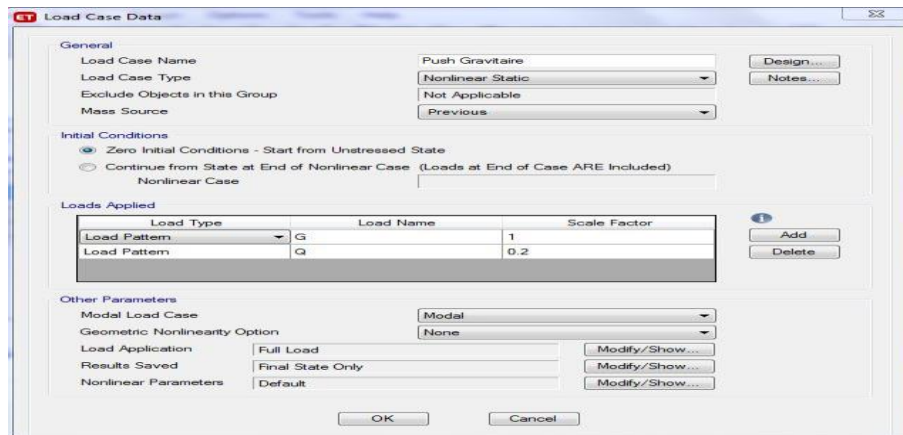 ET Load Case Data
General
Load Case Name Push Gravitaire Design...
Load Case Type Nonlinear Static Notes...
Exclude Objects in this Group Not Applicable
Mass Source Previous
Initial Conditions
Zero Initial Conditions - Start from Unstressed State
Continue from State at End of Nonlinear Case (Loads at End of Case ARE Included)
Nonlinear Case
Loads Applied
Load Type Load Name Scale Factor
Load Pattern G 1 Add
Load Pattern Q 0.2 Delete
Other Parameters
Modal Load Case Modal
Geometric Nonlinearity Option None
Load Application Full Load Modify/Show...
Results Saved Final State Only Modify/Show...
Nonlinear Parameters Default Modify/Show...
OK Cancel